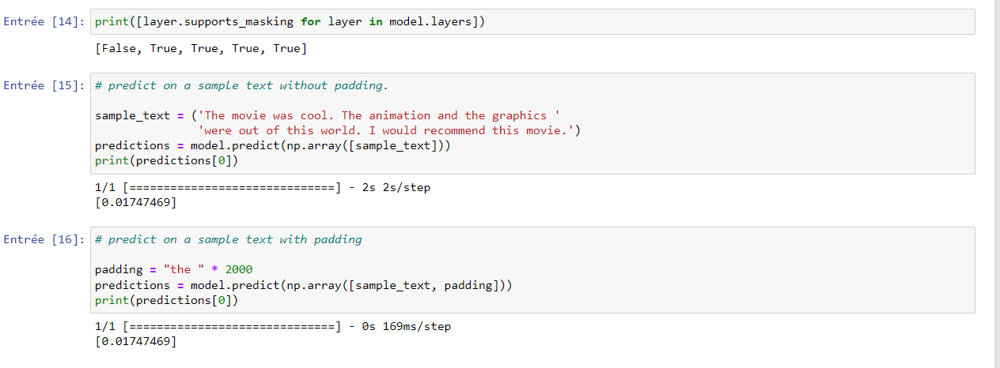 Entrée [14]: print([layer.supports_masking for layer in model.layers])
[False, True, True, True, True]
Entrée [15]: # predict on a sample text without padding.
sample_text = ('The movie was cool. The animation and the graphics '
'were out of this world. I would recommend this movie.')
predictions = model.predict(np.array([sample_text]))
print(predictions[0])
1/1 [==============================] - 2s 2s/step
[0.01747469]
Entrée [16]: # predict on a sample text with padding
padding = "the " * 2000
predictions = model.predict(np.array([sample_text, padding]))
print(predictions[0])
1/1 [==============================] - 0s 169ms/step
[0.01747469]